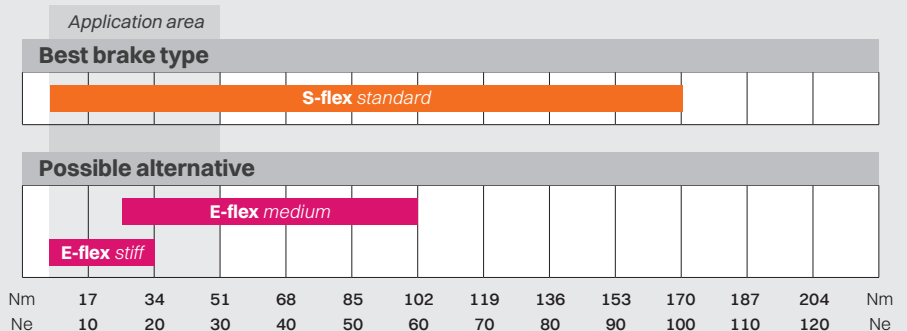 Application area
Best brake type
S-flex standard
Possible alternative
E-flex medium
E-flex stiff
Nm 17 34 51 68 85 102 119 136 153 170 187 204 Nm
Ne 10 20 30 40 50 60 70 80 90 100 110 120 Ne